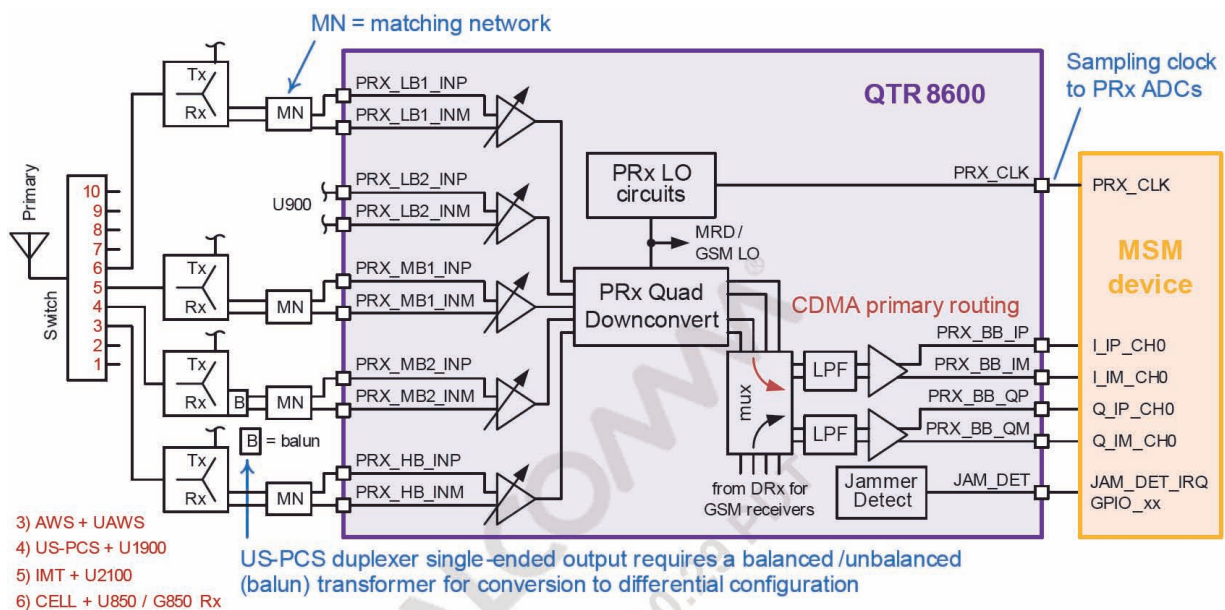 MN = matching network
Tx
Rx
MN
PRX_LB1_INP
PRX_LB1_INM
QTR 8600
Sampling clock
to PRx ADCs
U900
PRX_LB2_INP
PRX_LB2_INM
PRx LO
circuits
PRX_CLK
PRX_CLK
MRD /
GSM LO
MSM
device
Primary
Switch
10
9
8
7
6
5
4
3
2
1
Tx
Rx
MN
PRX_MB1_INP
PRX_MB1_INM
PRx Quad
Downconvert
CDMA primary routing
Tx
Rx
B
MN
PRX_MB2_INP
PRX_MB2_INM
mux
LPF
PRX_BB_IP
PRX_BB_IM
I_IP_CH0
I_IM_CH0
LPF
PRX_BB_QP
PRX_BB_QM
Q_IP_CH0
Q_IM_CH0
B = balun
Tx
Rx
MN
PRX_HB_INP
PRX_HB_INM
from DRx for
GSM receivers
Jammer
Detect
JAM_DET
JAM_DET_IRQ
GPIO_xx
3) AWS + UAWS
4) US-PCS + U1900
5) IMT + U2100
6) CELL + U850 / G850 Rx
US-PCS duplexer single-ended output requires a balanced /unbalanced
(balun) transformer for conversion to differential configuration